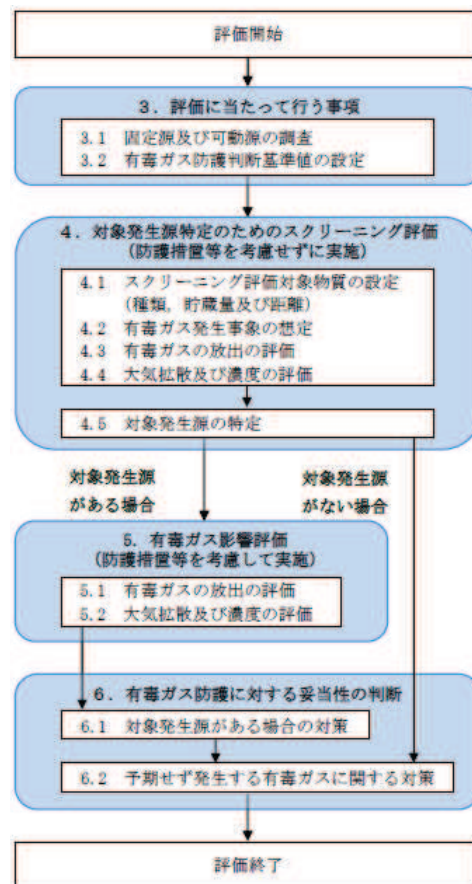 評価開始
3．評価に当たって行う事項
3.1 固定源及び可動源の調査
3.2 有毒ガス防護判断基準値の設定
4．対象発生源特定のためのスクリーニング評価
(防護措置等を考慮せずに実施)
4.1 スクリーニング評価対象物質の設定
(種類，貯蔵量及び距離)
4.2 有毒ガス発生事象の想定
4.3 有毒ガスの放出の評価
4.4 大気拡散及び濃度の評価
4.5 対象発生源の特定
対象発生源
がある場合
対象発生源
がない場合
5．有毒ガス影響評価
(防護措置等を考慮して実施)
5.1 有毒ガスの放出の評価
5.2 大気拡散及び濃度の評価
6．有毒ガス防護に対する妥当性の判断
6.1 対象発生源がある場合の対策
6.2 予期せず発生する有毒ガスに関する対策
評価終了